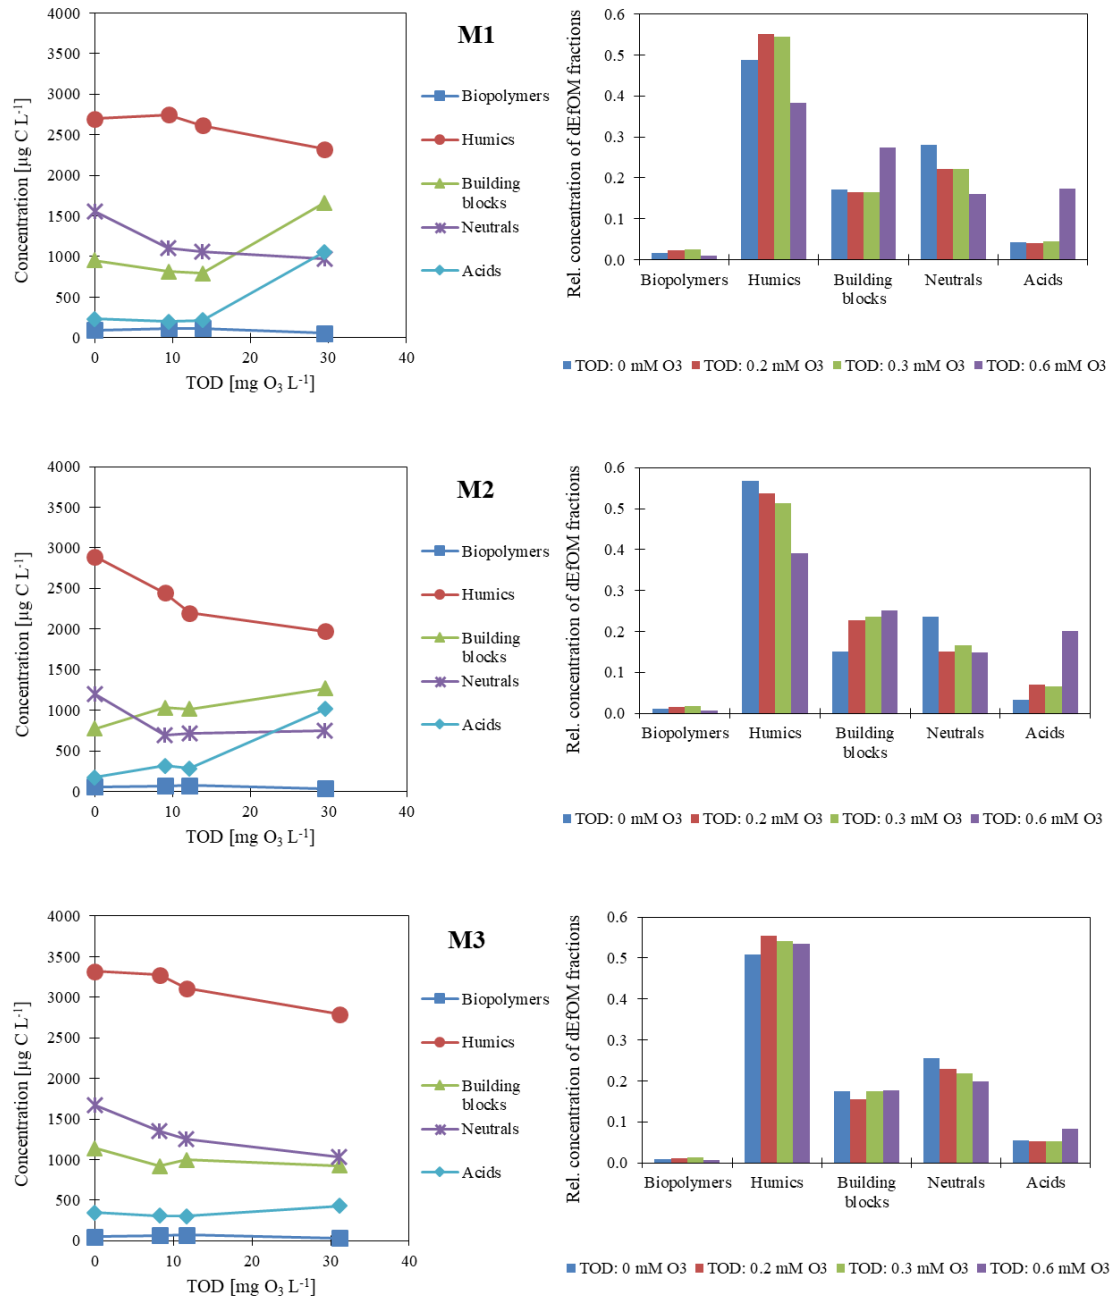 M1
Concentration [µg C L-1]
4000
3500
3000
2500
2000
1500
1000
500
0
0 10 20 30 40
TOD [mg O3 L-1]
Biopolymers
Humics
Building
blocks
Neutrals
Acids
Rel. concentration of dEfOM fractions
0.6
0.5
0.4
0.3
0.2
0.1
0.0
Biopolymers Humics Building Neutrals Acids
blocks
TOD: 0 mM O3 TOD: 0.2 mM O3 TOD: 0.3 mM O3 TOD: 0.6 mM O3
M2
Concentration [µg C L-1]
4000
3500
3000
2500
2000
1500
1000
500
0
0 10 20 30 40
TOD [mg O3 L-1]
Biopolymers
Humics
Building
blocks
Neutrals
Acids
Rel. concentration of dEfOM fractions
0.6
0.5
0.4
0.3
0.2
0.1
0.0
Biopolymers Humics Building Neutrals Acids
blocks
TOD: 0 mM O3 TOD: 0.2 mM O3 TOD: 0.3 mM O3 TOD: 0.6 mM O3
M3
Concentration [µg C L-1]
4000
3500
3000
2500
2000
1500
1000
500
0
0 10 20 30 40
TOD [mg O3 L-1]
Biopolymers
Humics
Building
blocks
Neutrals
Acids
Rel. concentration of dEfOM fractions
0.6
0.5
0.4
0.3
0.2
0.1
0.0
Biopolymers Humics Building Neutrals Acids
blocks
TOD: 0 mM O3 TOD: 0.2 mM O3 TOD: 0.3 mM O3 TOD: 0.6 mM O3